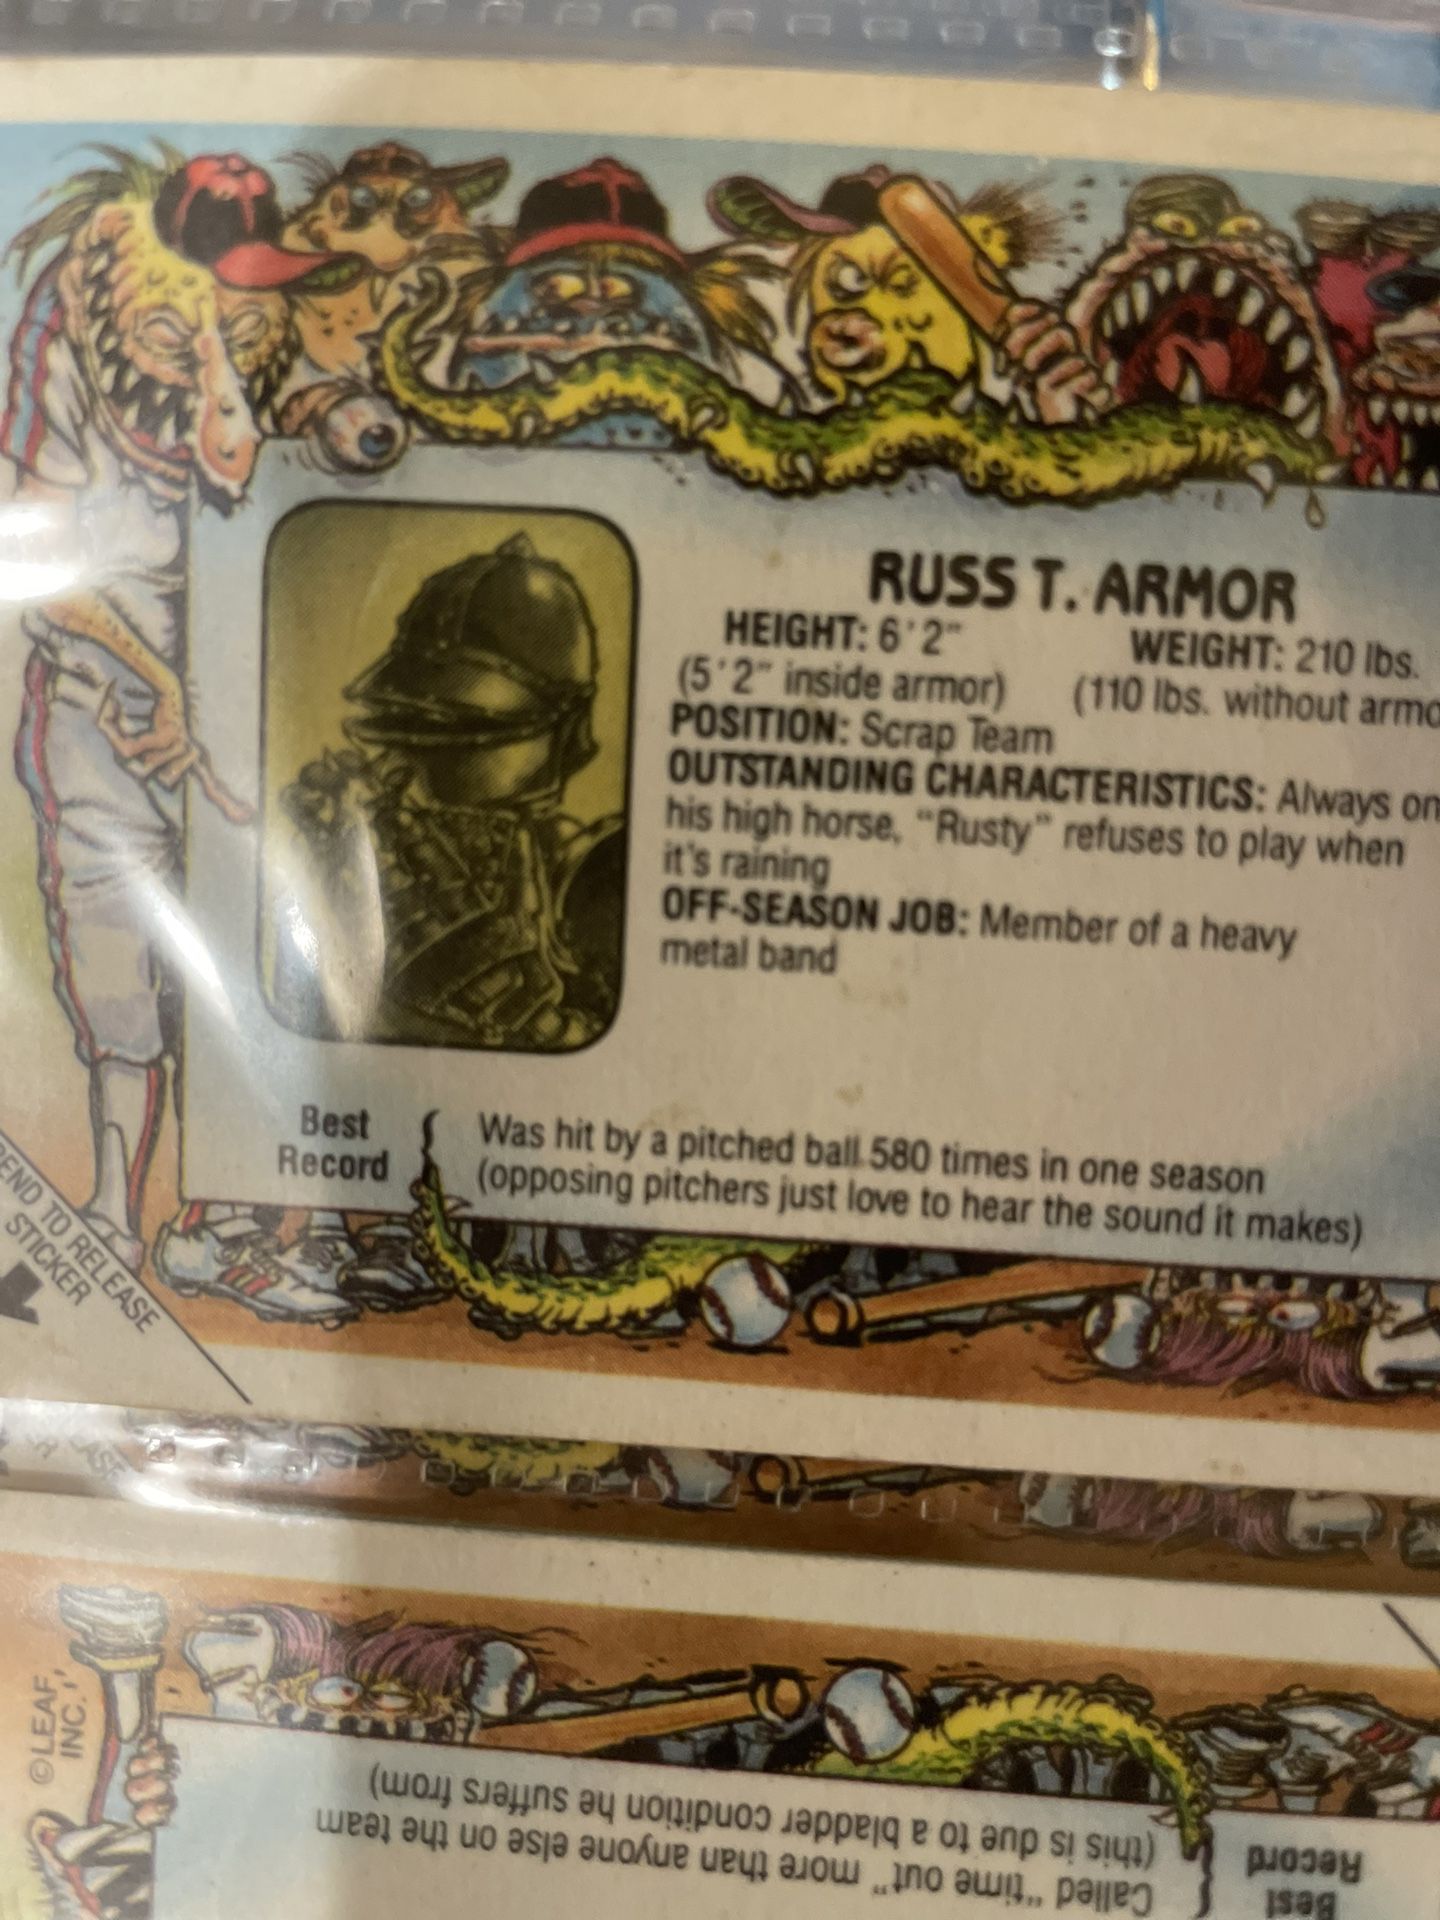 RUSS T. ARMOR
HEIGHT: 6'2" WEIGHT: 210 lbs.
(5'2" inside armor) (110 lbs. without
POSITION: Scrap Team
OUTSTANDING CHARACTERISTICS: Always on
his high horse, "Rusty" refuses to play when
it's raining
OFF-SEASON JOB: Member of a heavy
metal band
Best
Record
Was hit by a pitched ball 580 times in one season
(opposing pitchers just love to hear the sound it makes)
TO RELEASE
STICKER
©LEAF
INC.
Best
Record
Called "time out" more than anyone else on the team
(this is due to a bladder condition he suffers from)